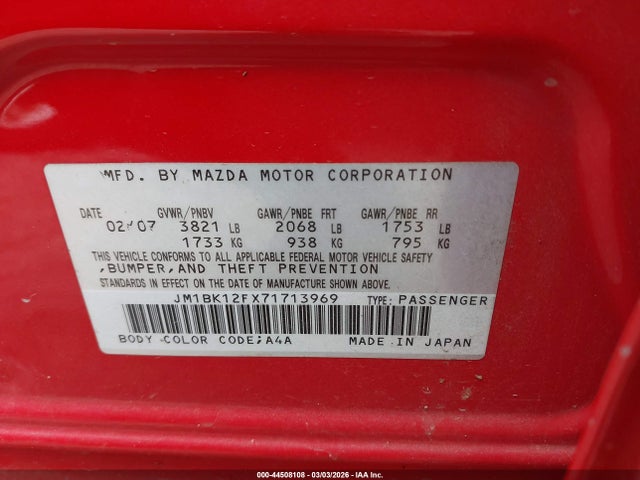 MFD. BY MAZDA MOTOR CORPORATION
DATE GVWR/PNBV GAWR/PNBE FRT GAWR/PNBE RR
02/07 3821 LB 2068 LB 1753 LB
1733 KG 938 KG 795 KG
THIS VEHICLE CONFORMS TO ALL APPLICABLE FEDERAL MOTOR VEHICLE SAFETY
,BUMPER,AND THEFT PREVENTION
STANDARDS IN EFFECT ON THE DATE OF MANUFACTURE SHOWN ABOVE.
JM1BK12FX71713969 TYPE: PASSENGER
BODY COLOR CODE;A4A MADE IN JAPAN
000-44508108 - 03/03/2026 - IAA Inc.